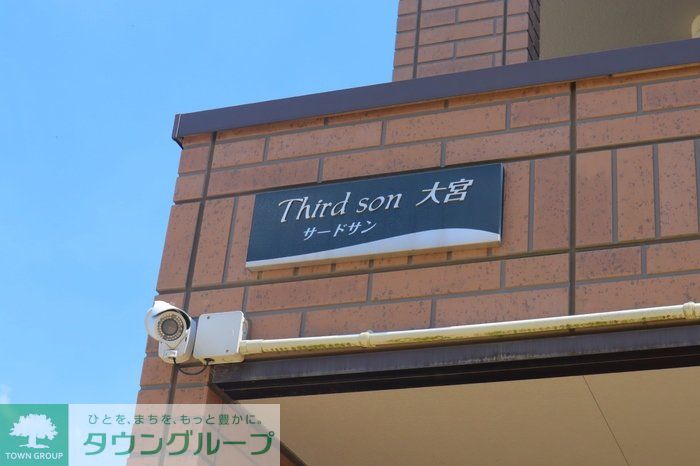 Third son 大宮
サードサン
ひとを、まちを、もっと豊かに。
TOWN GROUP
タウングループ